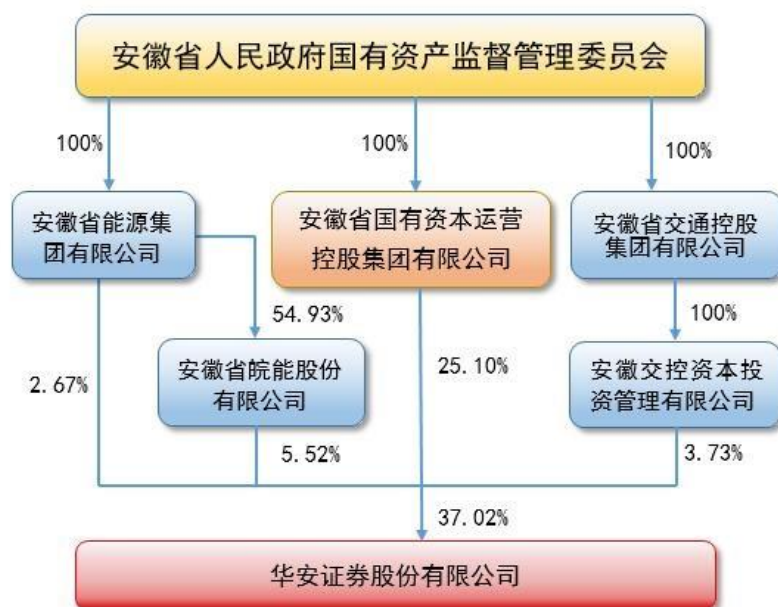 安徽省人民政府国有资产监督管理委员会
100%
100%
100%
安徽省能源集
团有限公司
安徽省国有资本运营
控股集团有限公司
安徽省交通控股
集团有限公司
54.93%
100%
2.67%
安徽省皖能股份
有限公司
25.10%
安徽交控资本投
资管理有限公司
5.52%
3.73%
37.02%
华安证券股份有限公司